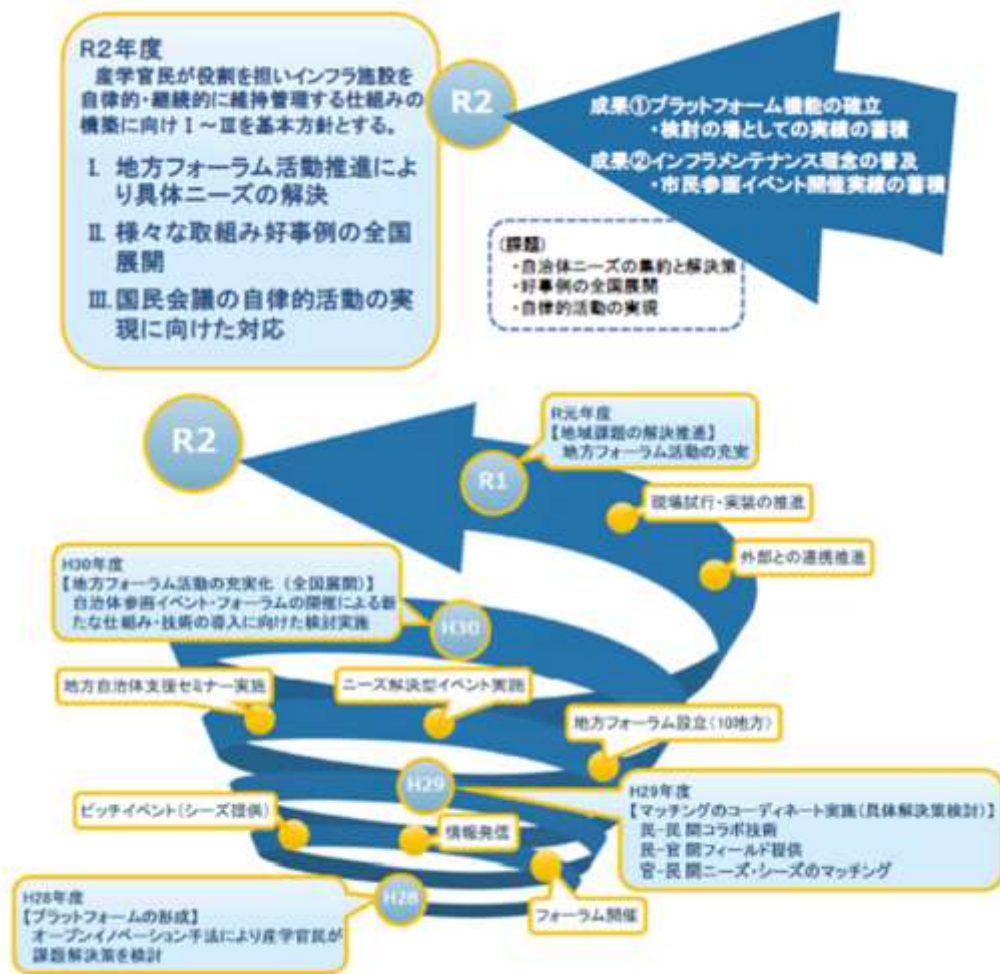 R2年度
産学官民が役割を担いインフラ施設を
自律的・継続的に維持管理する仕組みの
構築に向けⅠ～Ⅲを基本方針とする。
Ⅰ. 地方フォーラム活動推進によ
り具体ニーズの解決
Ⅱ. 様々な取組み好事例の全国
展開
Ⅲ. 国民会議の自律的活動の実
現に向けた対応
R2
成果①プラットフォーム機能の確立
・検討の場としての実績の蓄積
成果②インフラメンテナンス理念の普及
・市民参画イベント開催実績の蓄積
(課題)
・自治体ニーズの集約と解決策
・好事例の全国展開
・自律的活動の実現
R2
R元年度
【地域課題の解決推進】
地方フォーラム活動の充実
R1
現場試行・実装の推進
外部との連携推進
H30年度
【地方フォーラム活動の充実化（全国展開）】
自治体参画イベント・フォーラムの開催による新
たな仕組み・技術の導入に向けた検討実施
H30
地方自治体支援セミナー実施
ニーズ解決型イベント実施
地方フォーラム設立(10地方)
H29
H29年度
【マッチングのコーディネート実施(具体解決策検討)】
民-民間コラボ技術
民-官間フィールド提供
官-民間ニーズ・シーズのマッチング
ピッチイベント(シーズ提供)
情報発信
フォーラム開催
H28
H28年度
【プラットフォームの形成】
オープンイノベーション手法により産学官民が
課題解決策を検討